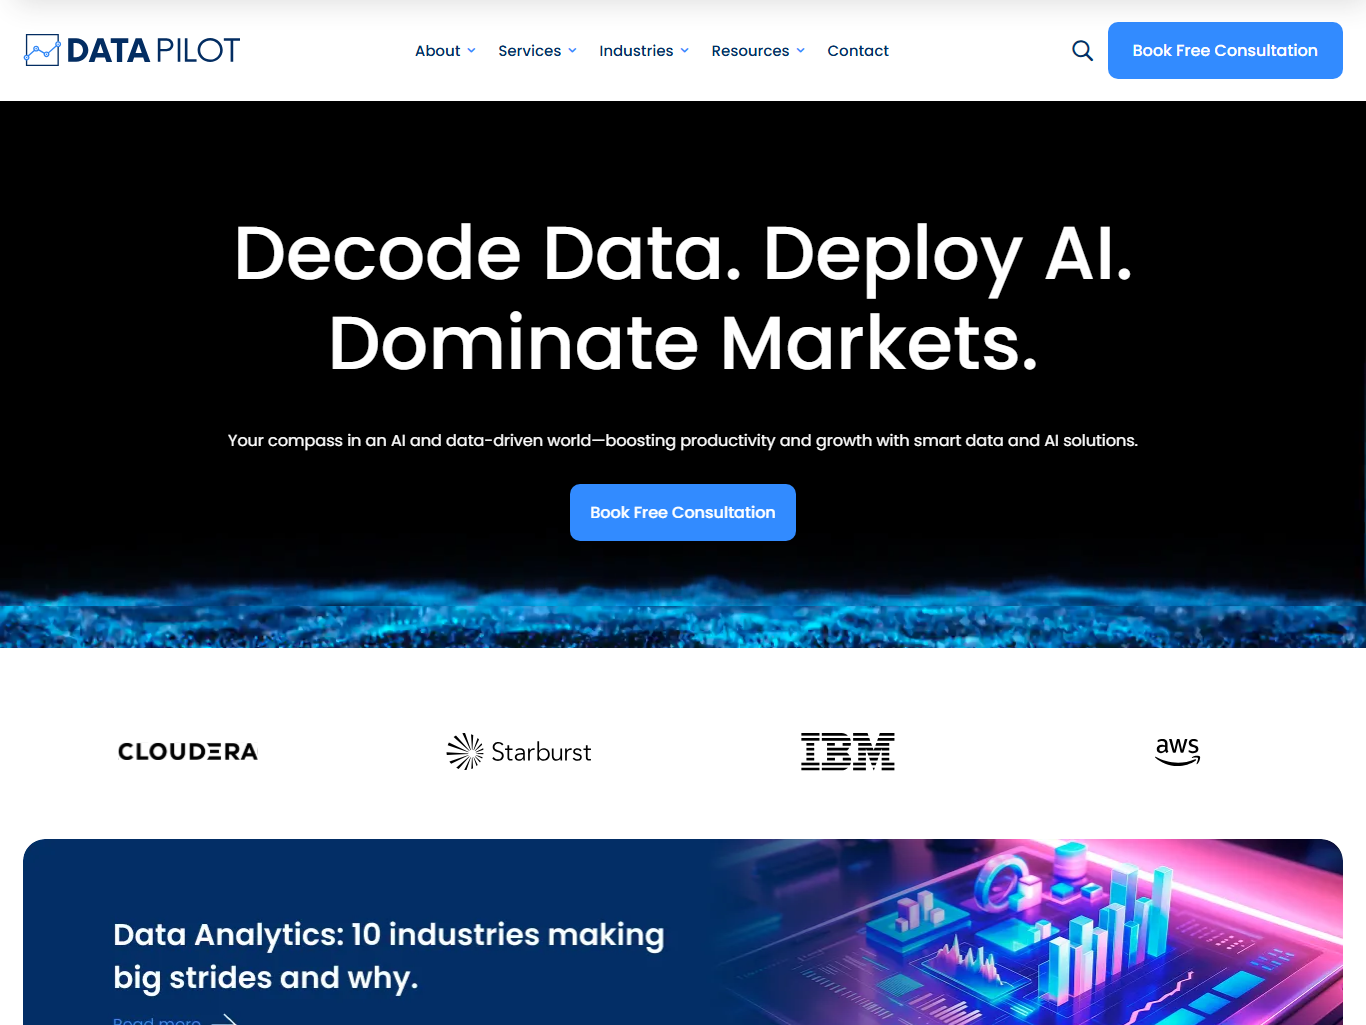 DATA PILOT
About
Services
Industries
Resources
Contact
Book Free Consultation
Decode Data. Deploy AI.
Dominate Markets.
Your compass in an AI and data-driven world—boosting productivity and growth with smart data and AI solutions.
Book Free Consultation
CLOUDERA
Starburst
IBM
aws
Data Analytics: 10 industries making
big strides and why.
Read more